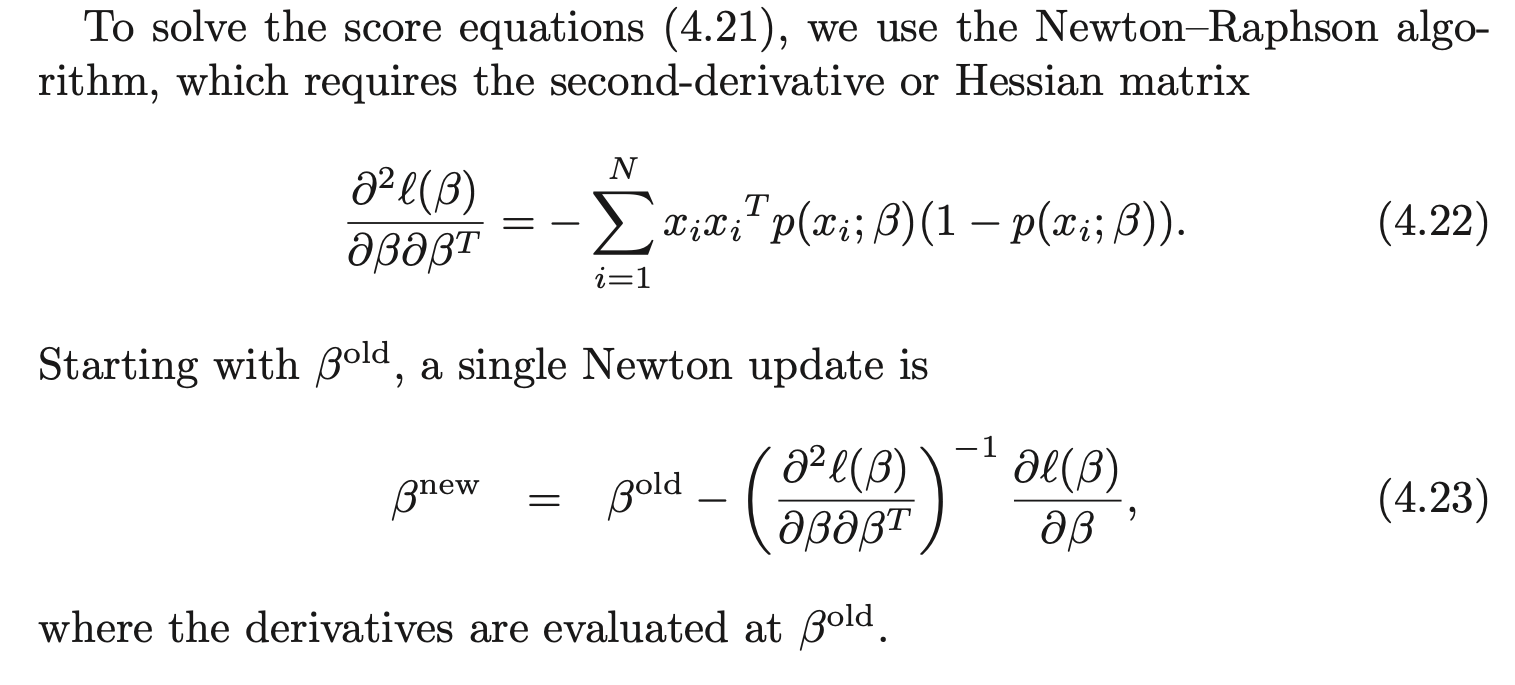 To solve the score equations (4.21), we use the Newton–Raphson algo-
rithm, which requires the second-derivative or Hessian matrix
∂²ℓ(β)/∂β∂βᵀ = − ∑_{i=1}^{N} x_i x_i^T p(x_i; β)(1 − p(x_i; β)). (4.22)
Starting with β^old, a single Newton update is
β^new = β^old − (∂²ℓ(β)/∂β∂βᵀ)^{−1} ∂ℓ(β)/∂β, (4.23)
where the derivatives are evaluated at β^old.